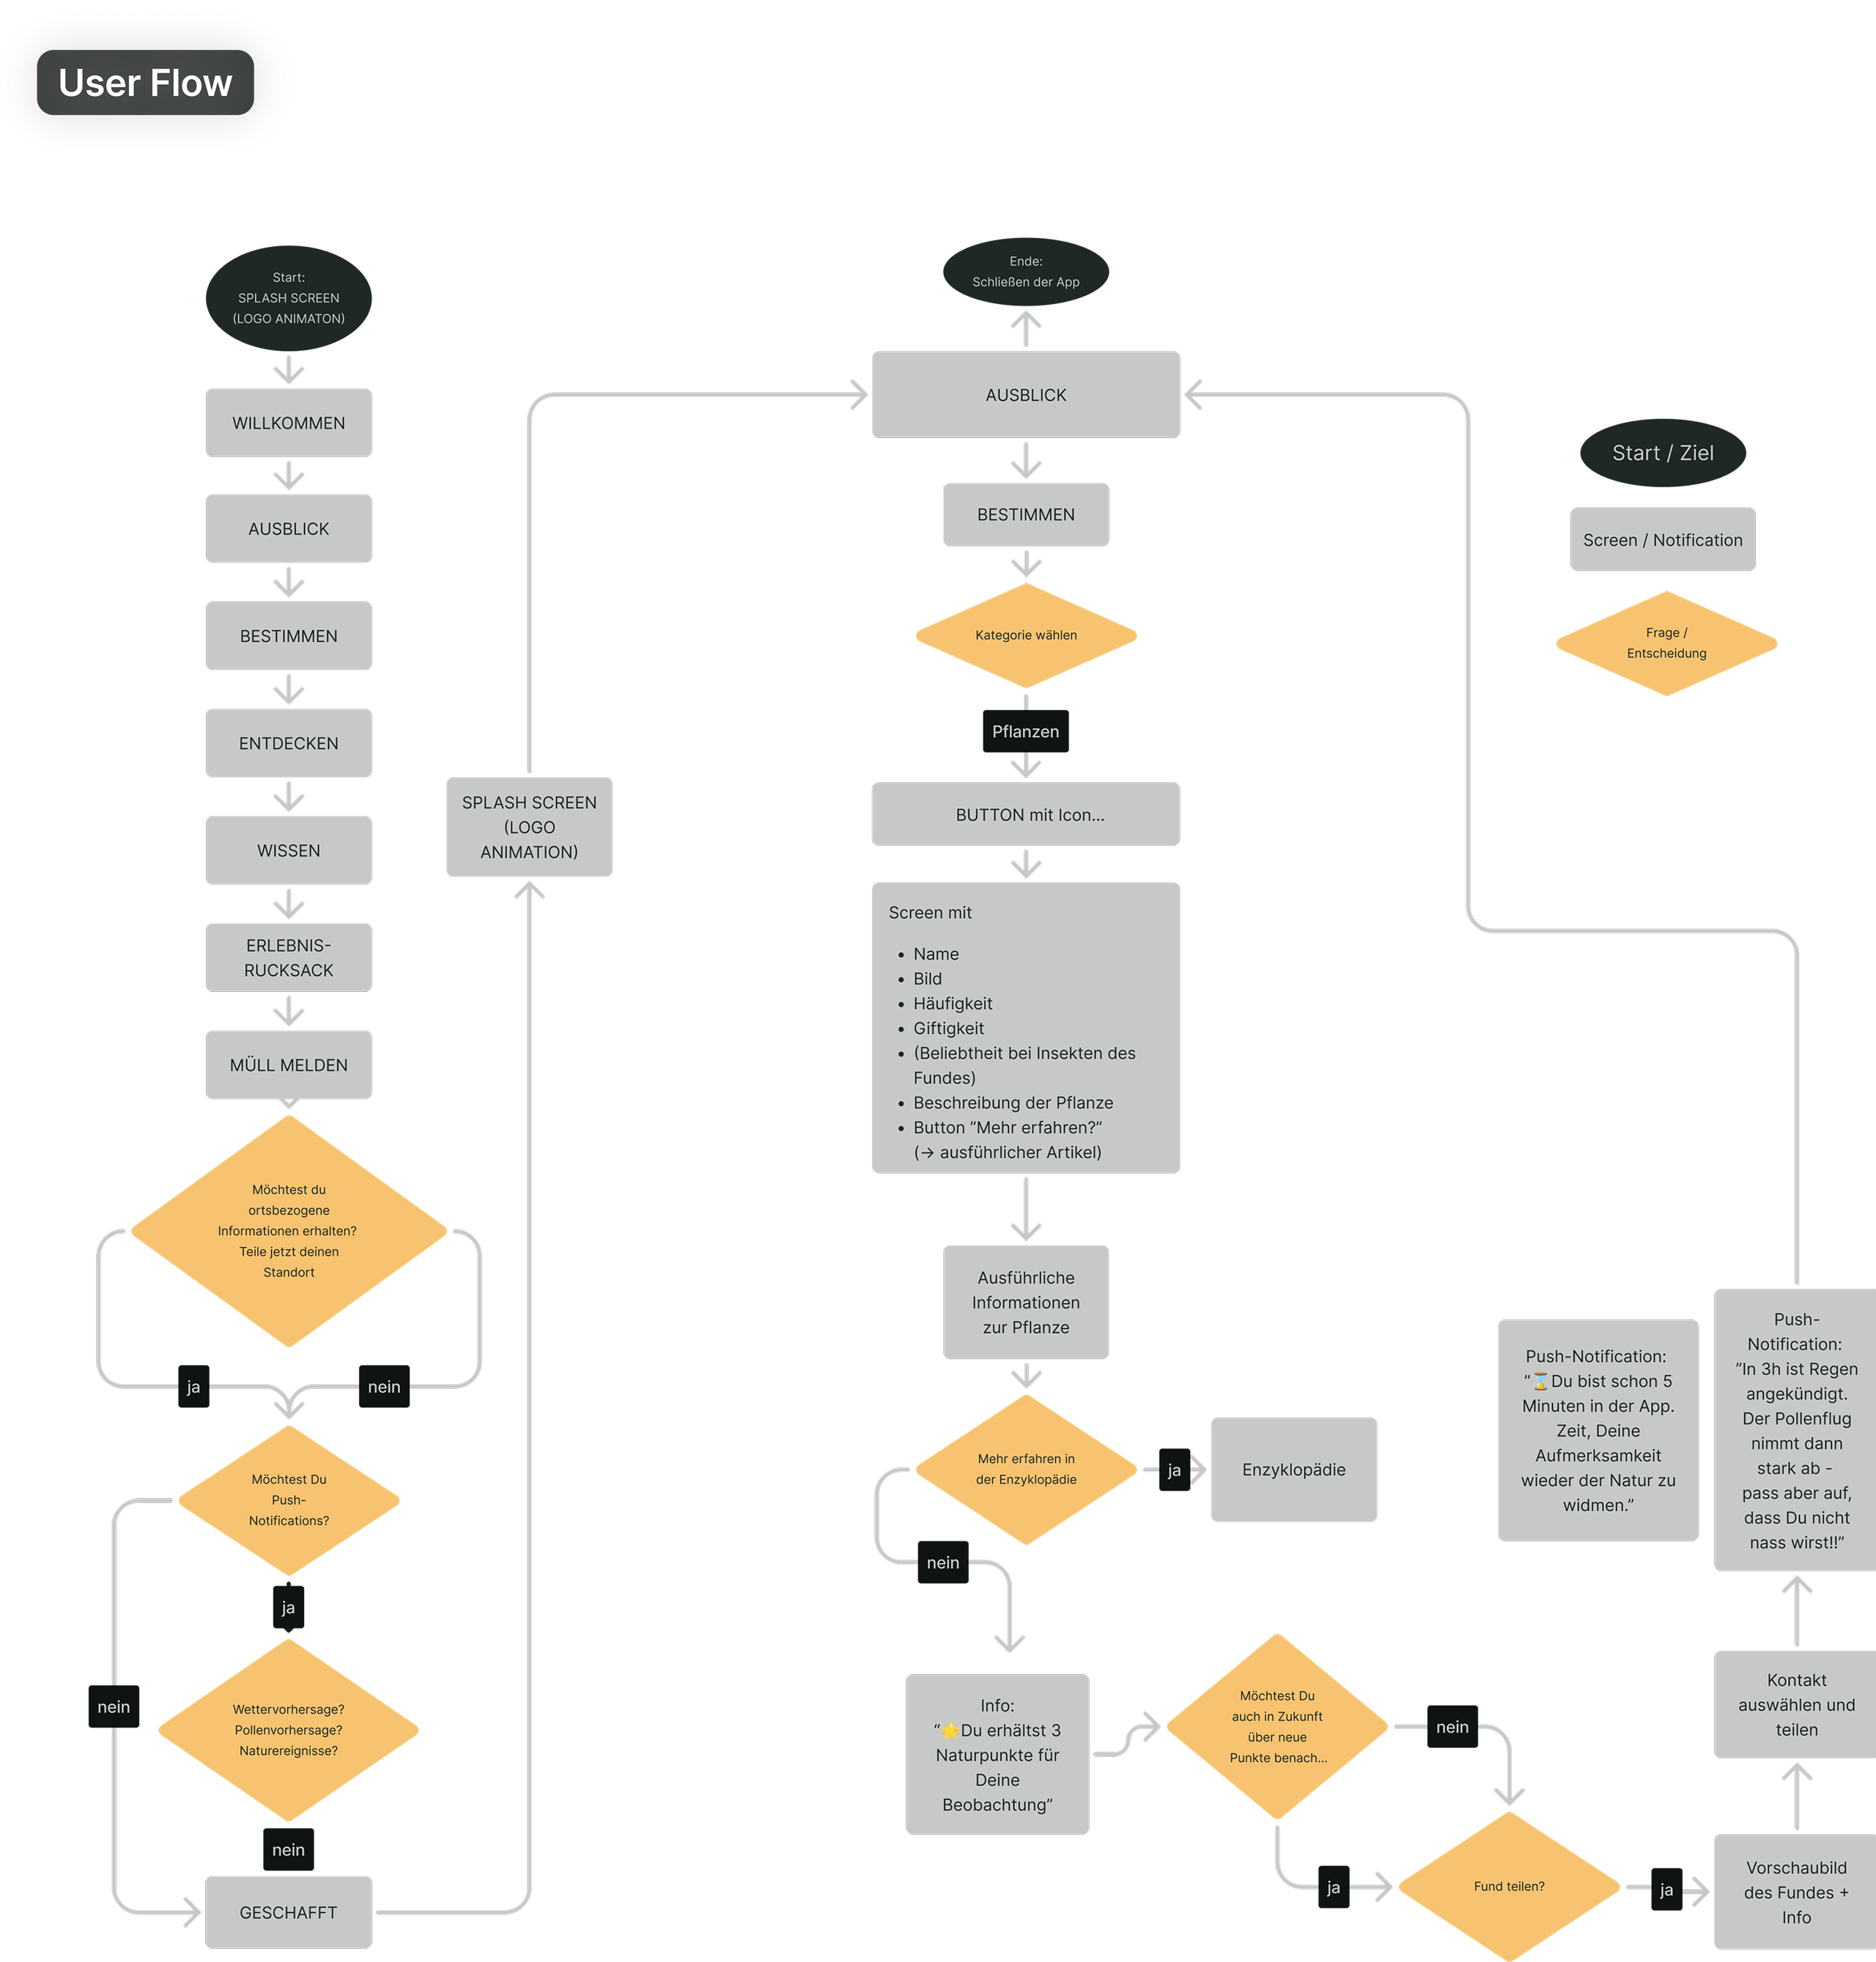 User Flow
Start:
SPLASH SCREEN
(LOGO ANIMATON)
WILLKOMMEN
AUSBLICK
BESTIMMEN
ENTDECKEN
WISSEN
ERLEBNIS-
RUCKSACK
MÜLL MELDEN
Möchtest du
ortsbezogene
Informationen erhalten?
Teile jetzt deinen
Standort
ja
nein
Möchtest Du
Push-
Notifications?
ja
nein
Wettervorhersage?
Pollenvorhersage?
Naturereignisse?
nein
GESCHAFFT
SPLASH SCREEN
(LOGO
ANIMATION)
Ende:
Schließen der App
AUSBLICK
BESTIMMEN
Kategorie wählen
Pflanzen
BUTTON mit Icon...
Screen mit
• Name
• Bild
• Häufigkeit
• Giftigkeit
• (Beliebtheit bei Insekten des
Fundes)
• Beschreibung der Pflanze
• Button ”Mehr erfahren?”
(→ ausführlicher Artikel)
Ausführliche
Informationen
zur Pflanze
Mehr erfahren in
der Enzyklopädie
ja
Enzyklopädie
nein
Info:
“🌟Du erhältst 3
Naturpunkte für
Deine
Beobachtung”
Möchtest Du
auch in Zukunft
über neue
Punkte benach...
nein
ja
Fund teilen?
ja
Vorschaubild
des Fundes +
Info
Kontakt
auswählen und
teilen
Push-
Notification:
”In 3h ist Regen
angekündigt.
Der Pollenflug
nimmt dann
stark ab -
pass aber auf,
dass Du nicht
nass wirst!!”
Push-Notification:
”⌛Du bist schon 5
Minuten in der App.
Zeit, Deine
Aufmerksamkeit
wieder der Natur zu
widmen.”
Start / Ziel
Screen / Notification
Frage /
Entscheidung